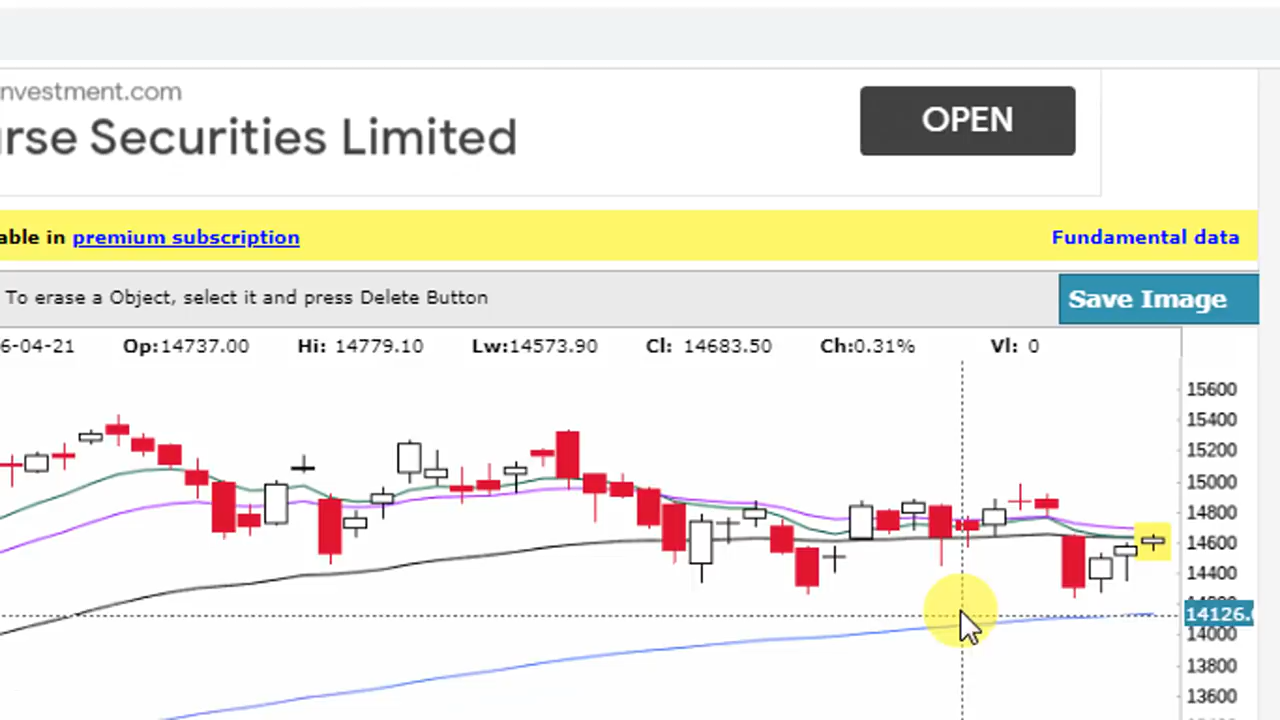 nvestment.com
rse Securities Limited
OPEN
able in premium subscription
Fundamental data
To erase a Object, select it and press Delete Button
Save Image
6-04-21 Op:14737.00 Hi: 14779.10 Lw:14573.90 Cl: 14683.50 Ch:0.31% Vl: 0
15600
15400
15200
15000
14800
14600
14400
14126.
14000
13800
13600